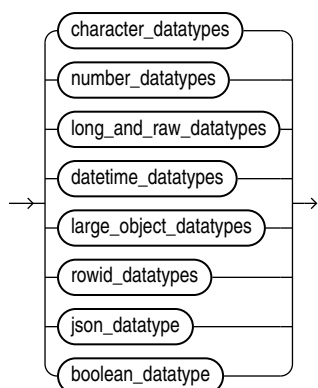 character_datatypes
number_datatypes
long_and_raw_datatypes
datetime_datatypes
large_object_datatypes
rowid_datatypes
json_datatype
boolean_datatype